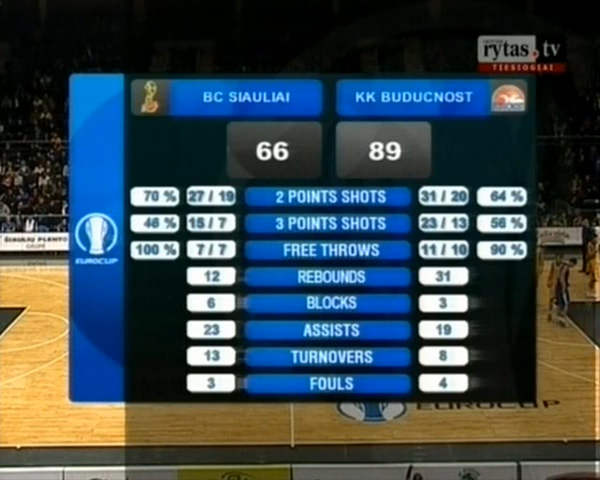 rytas.tv
TIESIOGIAI
BC SIAULIAI KK BUDUCNOST
66 89
70 % 27 / 19 2 POINTS SHOTS 31 / 20 64 %
46 % 15 / 7 3 POINTS SHOTS 23 / 13 56 %
100 % 7 / 7 FREE THROWS 11 / 10 90 %
12 REBOUNDS 31
6 BLOCKS 3
23 ASSISTS 19
13 TURNOVERS 8
3 FOULS 4
EUROCUP
EUROCUP